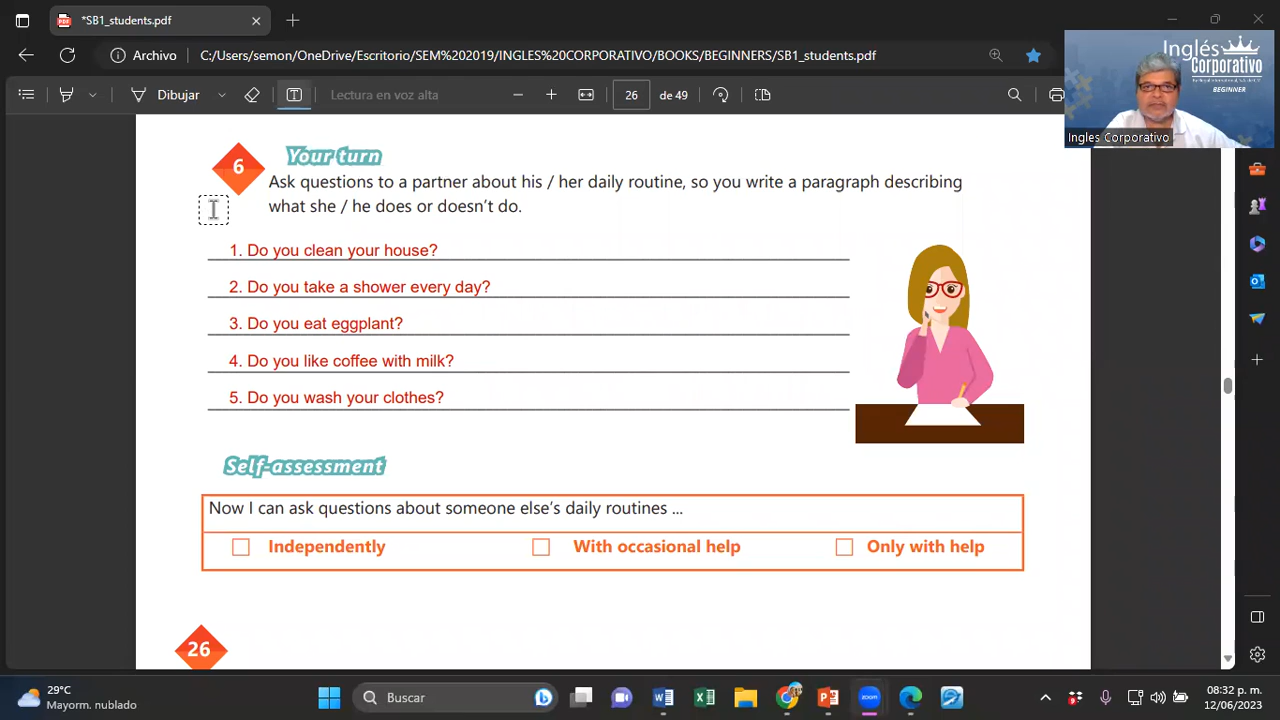 *SB1_students.pdf
Archivo
C:/Users/semon/OneDrive/Escritorio/SEM%202019/INGLES%20CORPORATIVO/BOOKS/BEGINNERS/SB1_students.pdf
Dibujar
Lectura en voz alta
26 de 49
Inglés
Corporativo
BEGINNER
Ingles Corporativo
6 Your turn
Ask questions to a partner about his / her daily routine, so you write a paragraph describing
what she / he does or doesn't do.
1. Do you clean your house?
2. Do you take a shower every day?
3. Do you eat eggplant?
4. Do you like coffee with milk?
5. Do you wash your clothes?
Self-assessment
Now I can ask questions about someone else's daily routines ...
Independently With occasional help Only with help
26
29°C
Mayorm. nublado
Buscar
zoom
08:32 p. m.
12/06/2023